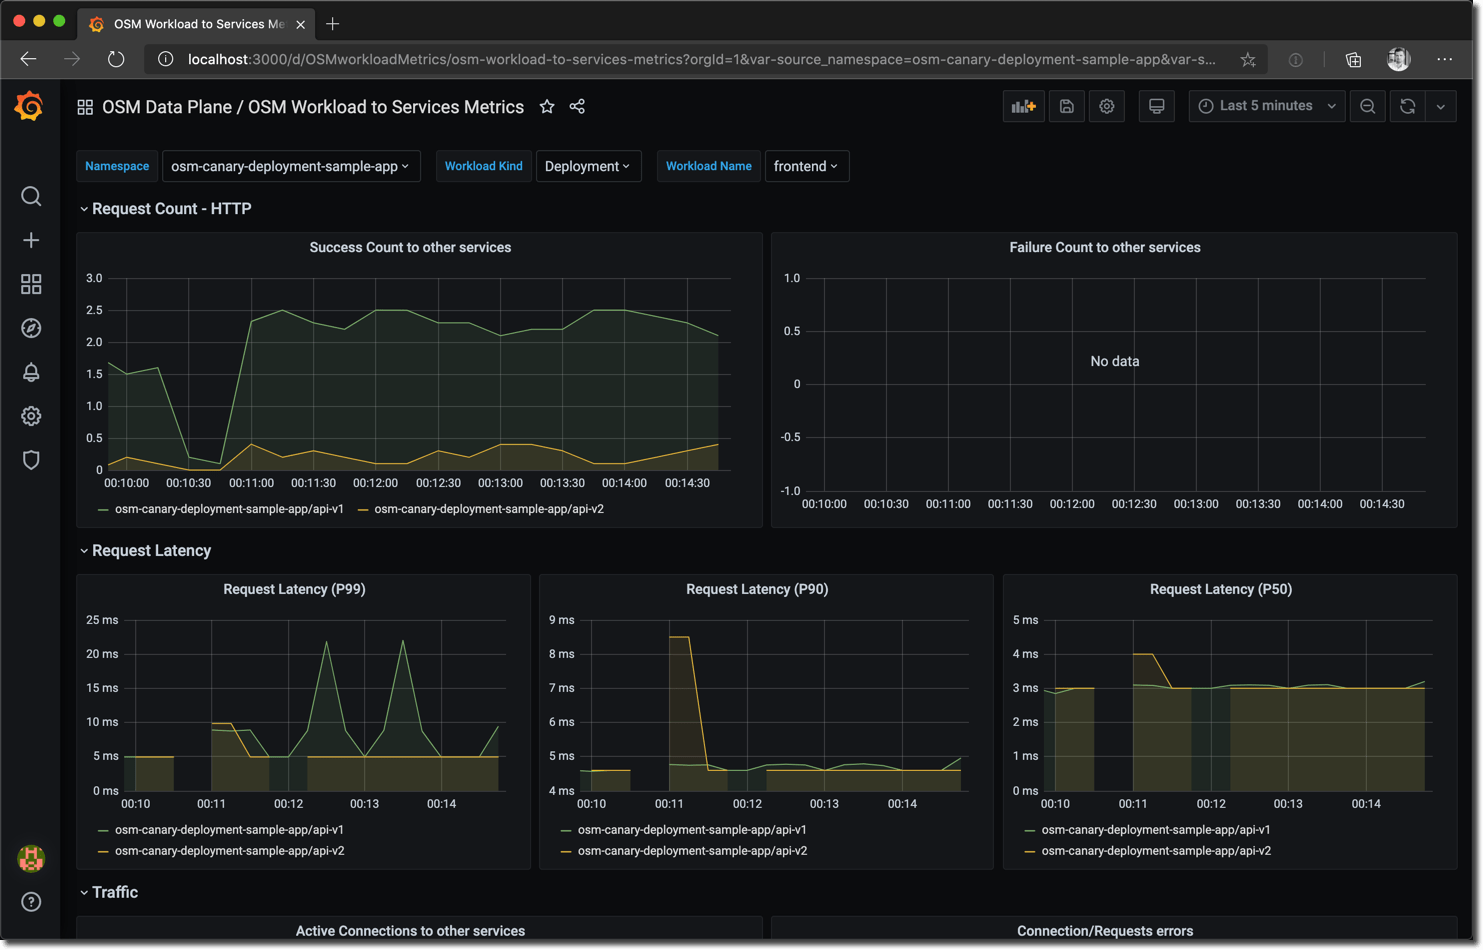 OSM Workload to Services Me
localhost:3000/d/OSMworkloadMetrics/osm-workload-to-services-metrics?orgId=1&var-source_namespace=osm-canary-deployment-sample-app&var-s...
OSM Data Plane / OSM Workload to Services Metrics
Last 5 minutes
Namespace osm-canary-deployment-sample-app Workload Kind Deployment Workload Name frontend
Request Count - HTTP
Success Count to other services
3.0
2.5
2.0
1.5
1.0
0.5
0
00:10:00 00:10:30 00:11:00 00:11:30 00:12:00 00:12:30 00:13:00 00:13:30 00:14:00 00:14:30
osm-canary-deployment-sample-app/api-v1 osm-canary-deployment-sample-app/api-v2
Failure Count to other services
1.0
0.5
No data
0
-0.5
-1.0
00:10:00 00:10:30 00:11:00 00:11:30 00:12:00 00:12:30 00:13:00 00:13:30 00:14:00 00:14:30
Request Latency
Request Latency (P99)
25 ms
20 ms
15 ms
10 ms
5 ms
0 ms
00:10 00:11 00:12 00:13 00:14
osm-canary-deployment-sample-app/api-v1
osm-canary-deployment-sample-app/api-v2
Request Latency (P90)
9 ms
8 ms
7 ms
6 ms
5 ms
4 ms
00:10 00:11 00:12 00:13 00:14
osm-canary-deployment-sample-app/api-v1
osm-canary-deployment-sample-app/api-v2
Request Latency (P50)
5 ms
4 ms
3 ms
2 ms
1 ms
0 ms
00:10 00:11 00:12 00:13 00:14
osm-canary-deployment-sample-app/api-v1
osm-canary-deployment-sample-app/api-v2
Traffic
Active Connections to other services
Connection/Requests errors